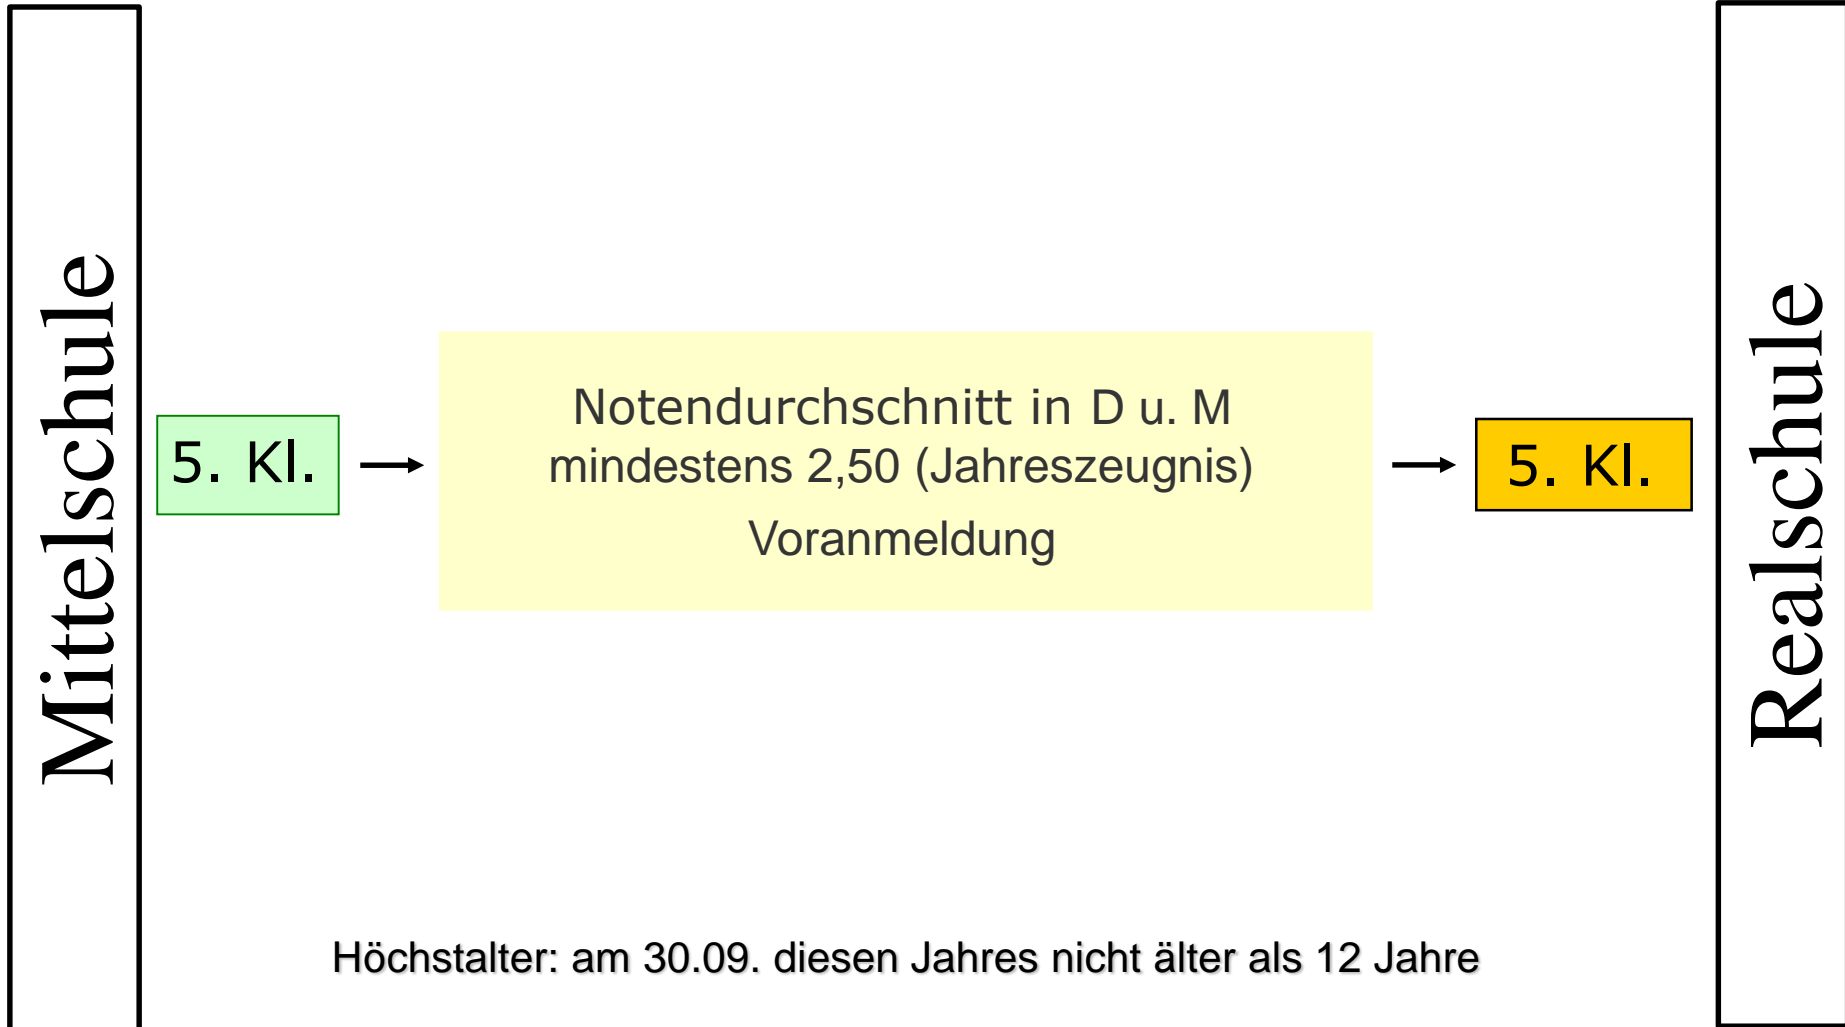 Mittelschule
5. Kl.
Notendurchschnitt in D u. M
mindestens 2,50 (Jahreszeugnis)
Voranmeldung
5. Kl.
Realschule
Höchstalter: am 30.09. diesen Jahres nicht älter als 12 Jahre